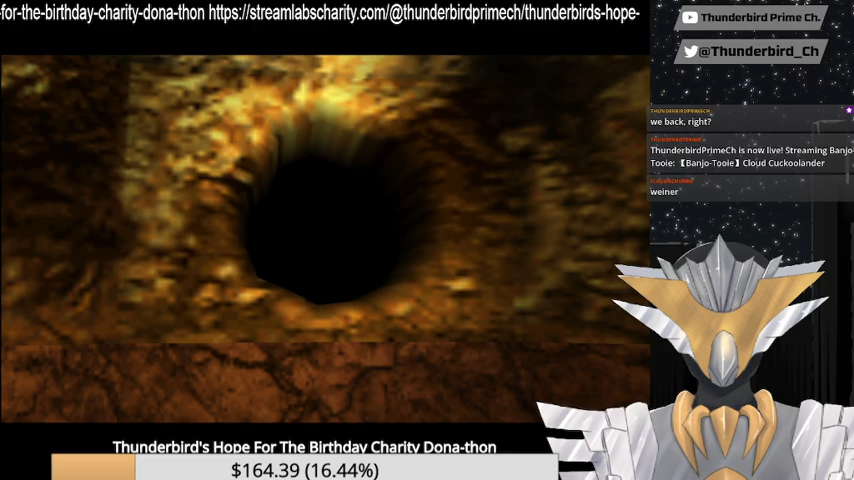 -for-the-birthday-charity-dona-thon https://streamlabscharity.com/@thunderbirdprimech/thunderbirds-hope-
Thunderbird Prime Ch.
@Thunderbird_Ch
THUNDERBIRDPRIMECH
we back, right?
ThunderbirdPrimeCh is now live! Streaming Banjo-
Tooie: 【Banjo-Tooie】Cloud Cuckoolander
weiner
Thunderbird's Hope For The Birthday Charity Dona-thon
$164.39 (16.44%)